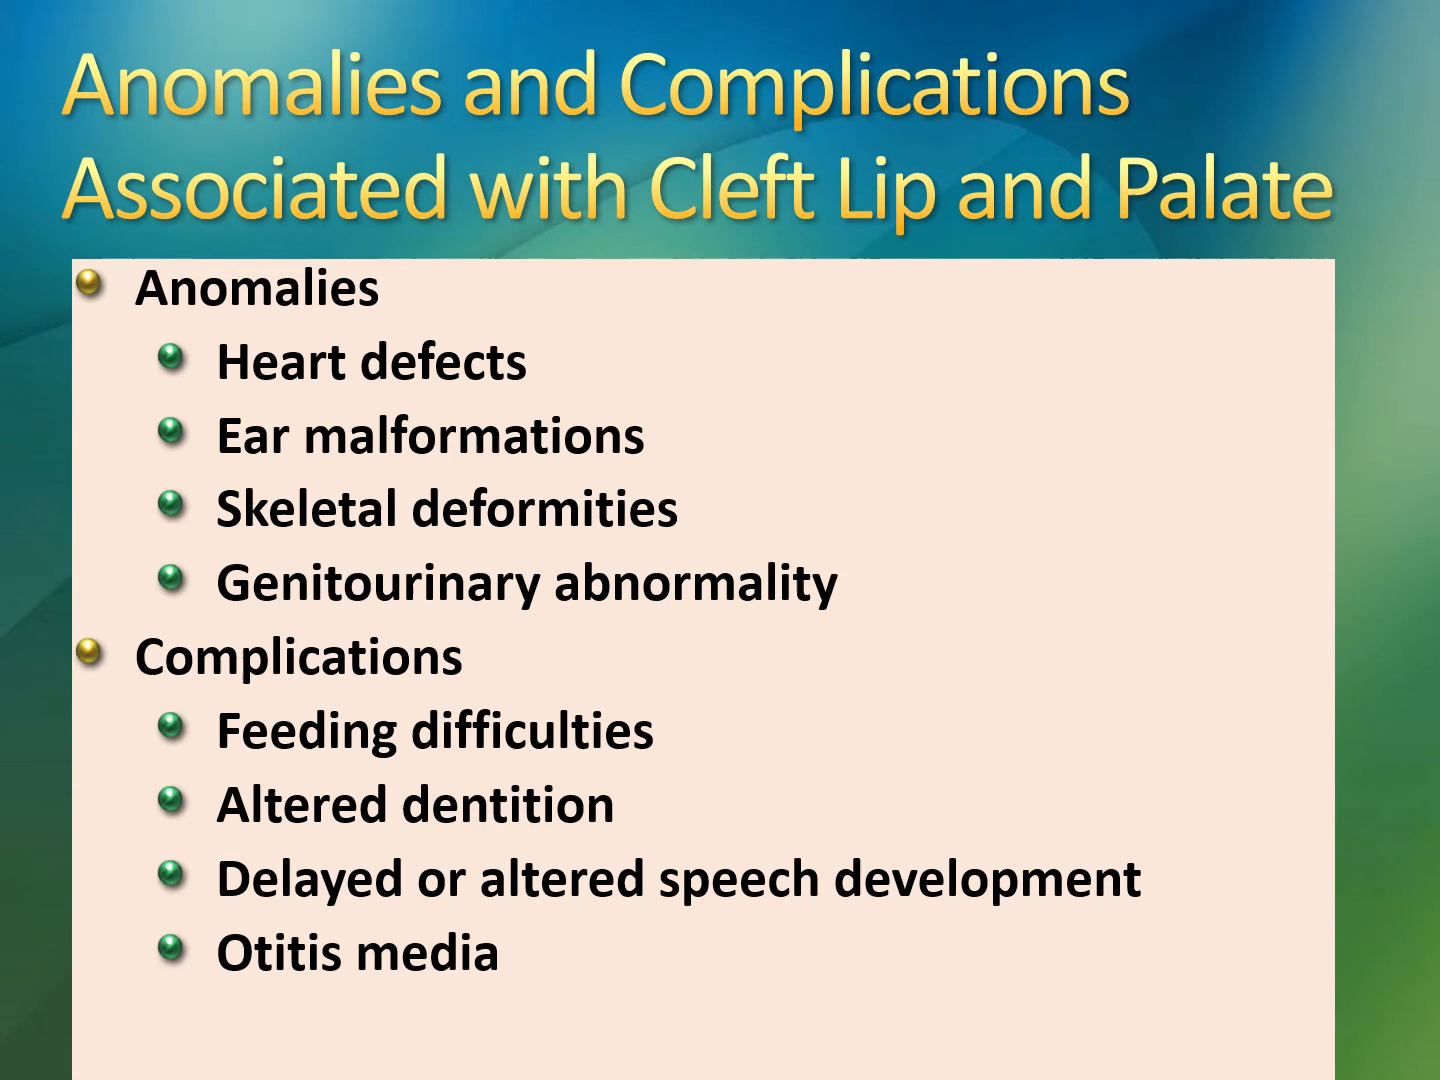 Anomalies and Complications
Associated with Cleft Lip and Palate
Anomalies
Heart defects
Ear malformations
Skeletal deformities
Genitourinary abnormality
Complications
Feeding difficulties
Altered dentition
Delayed or altered speech development
Otitis media